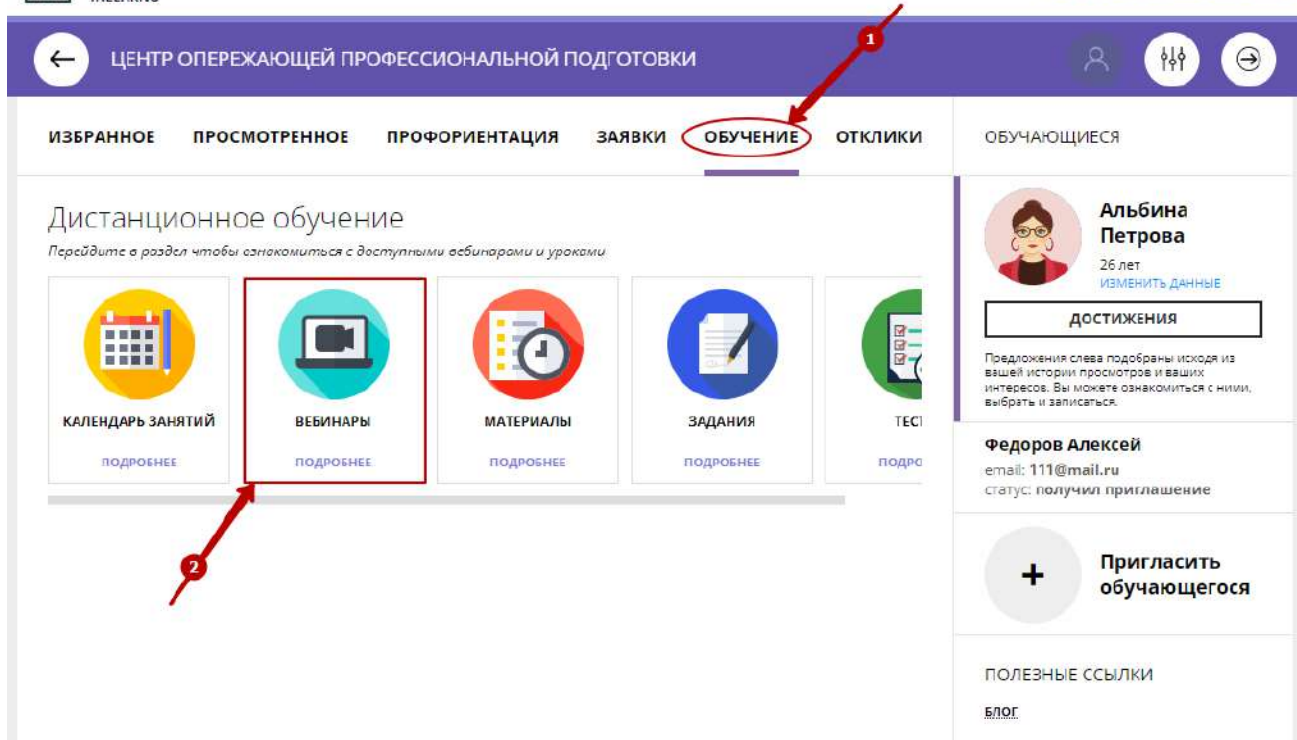 ЦЕНТР ОПЕРЕЖАЮЩЕЙ ПРОФЕССИОНАЛЬНОЙ ПОДГОТОВКИ
1
ИЗБРАННОЕ ПРОСМОТРЕННОЕ ПРОФОРИЕНТАЦИЯ ЗАЯВКИ ОБУЧЕНИЕ ОТКЛИКИ
Дистанционное обучение
Перейдите в раздел чтобы ознакомиться с доступными вебинарами и уроками
КАЛЕНДАРЬ ЗАНЯТИЙ
ПОДРОБНЕЕ
ВЕБИНАРЫ
ПОДРОБНЕЕ
МАТЕРИАЛЫ
ПОДРОБНЕЕ
ЗАДАНИЯ
ПОДРОБНЕЕ
ТЕС
ПОДРО
2
ОБУЧАЮЩИЕСЯ
Альбина
Петрова
26 лет
ИЗМЕНИТЬ ДАННЫЕ
ДОСТИЖЕНИЯ
Предложения слева подобраны исходя из
вашей истории просмотров и ваших
интересов. Вы можете ознакомиться с ними,
выбрать и записаться.
Федоров Алексей
email: 111@mail.ru
статус: получил приглашение
+
Пригласить
обучающегося
ПОЛЕЗНЫЕ ССЫЛКИ
БЛОГ